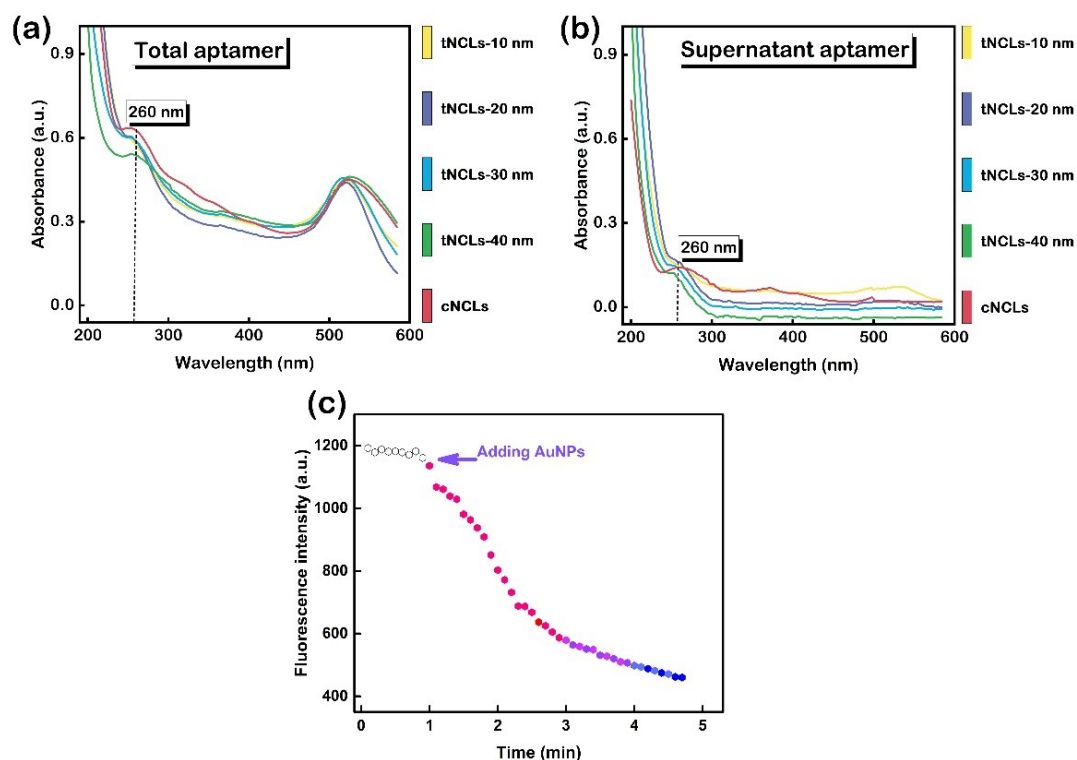 (a)
Total aptamer
260 nm
0.9
0.6
0.3
0.0
Absorbance (a.u.)
200 300 400 500 600
Wavelength (nm)
tNCLs-10 nm
tNCLs-20 nm
tNCLs-30 nm
tNCLs-40 nm
cNCLs
(b)
Supernatant aptamer
260 nm
0.9
0.6
0.3
0.0
Absorbance (a.u.)
200 300 400 500 600
Wavelength (nm)
tNCLs-10 nm
tNCLs-20 nm
tNCLs-30 nm
tNCLs-40 nm
cNCLs
(c)
Adding AuNPs
1200
1000
800
600
400
Fluorescence intensity (a.u.)
0 1 2 3 4 5
Time (min)